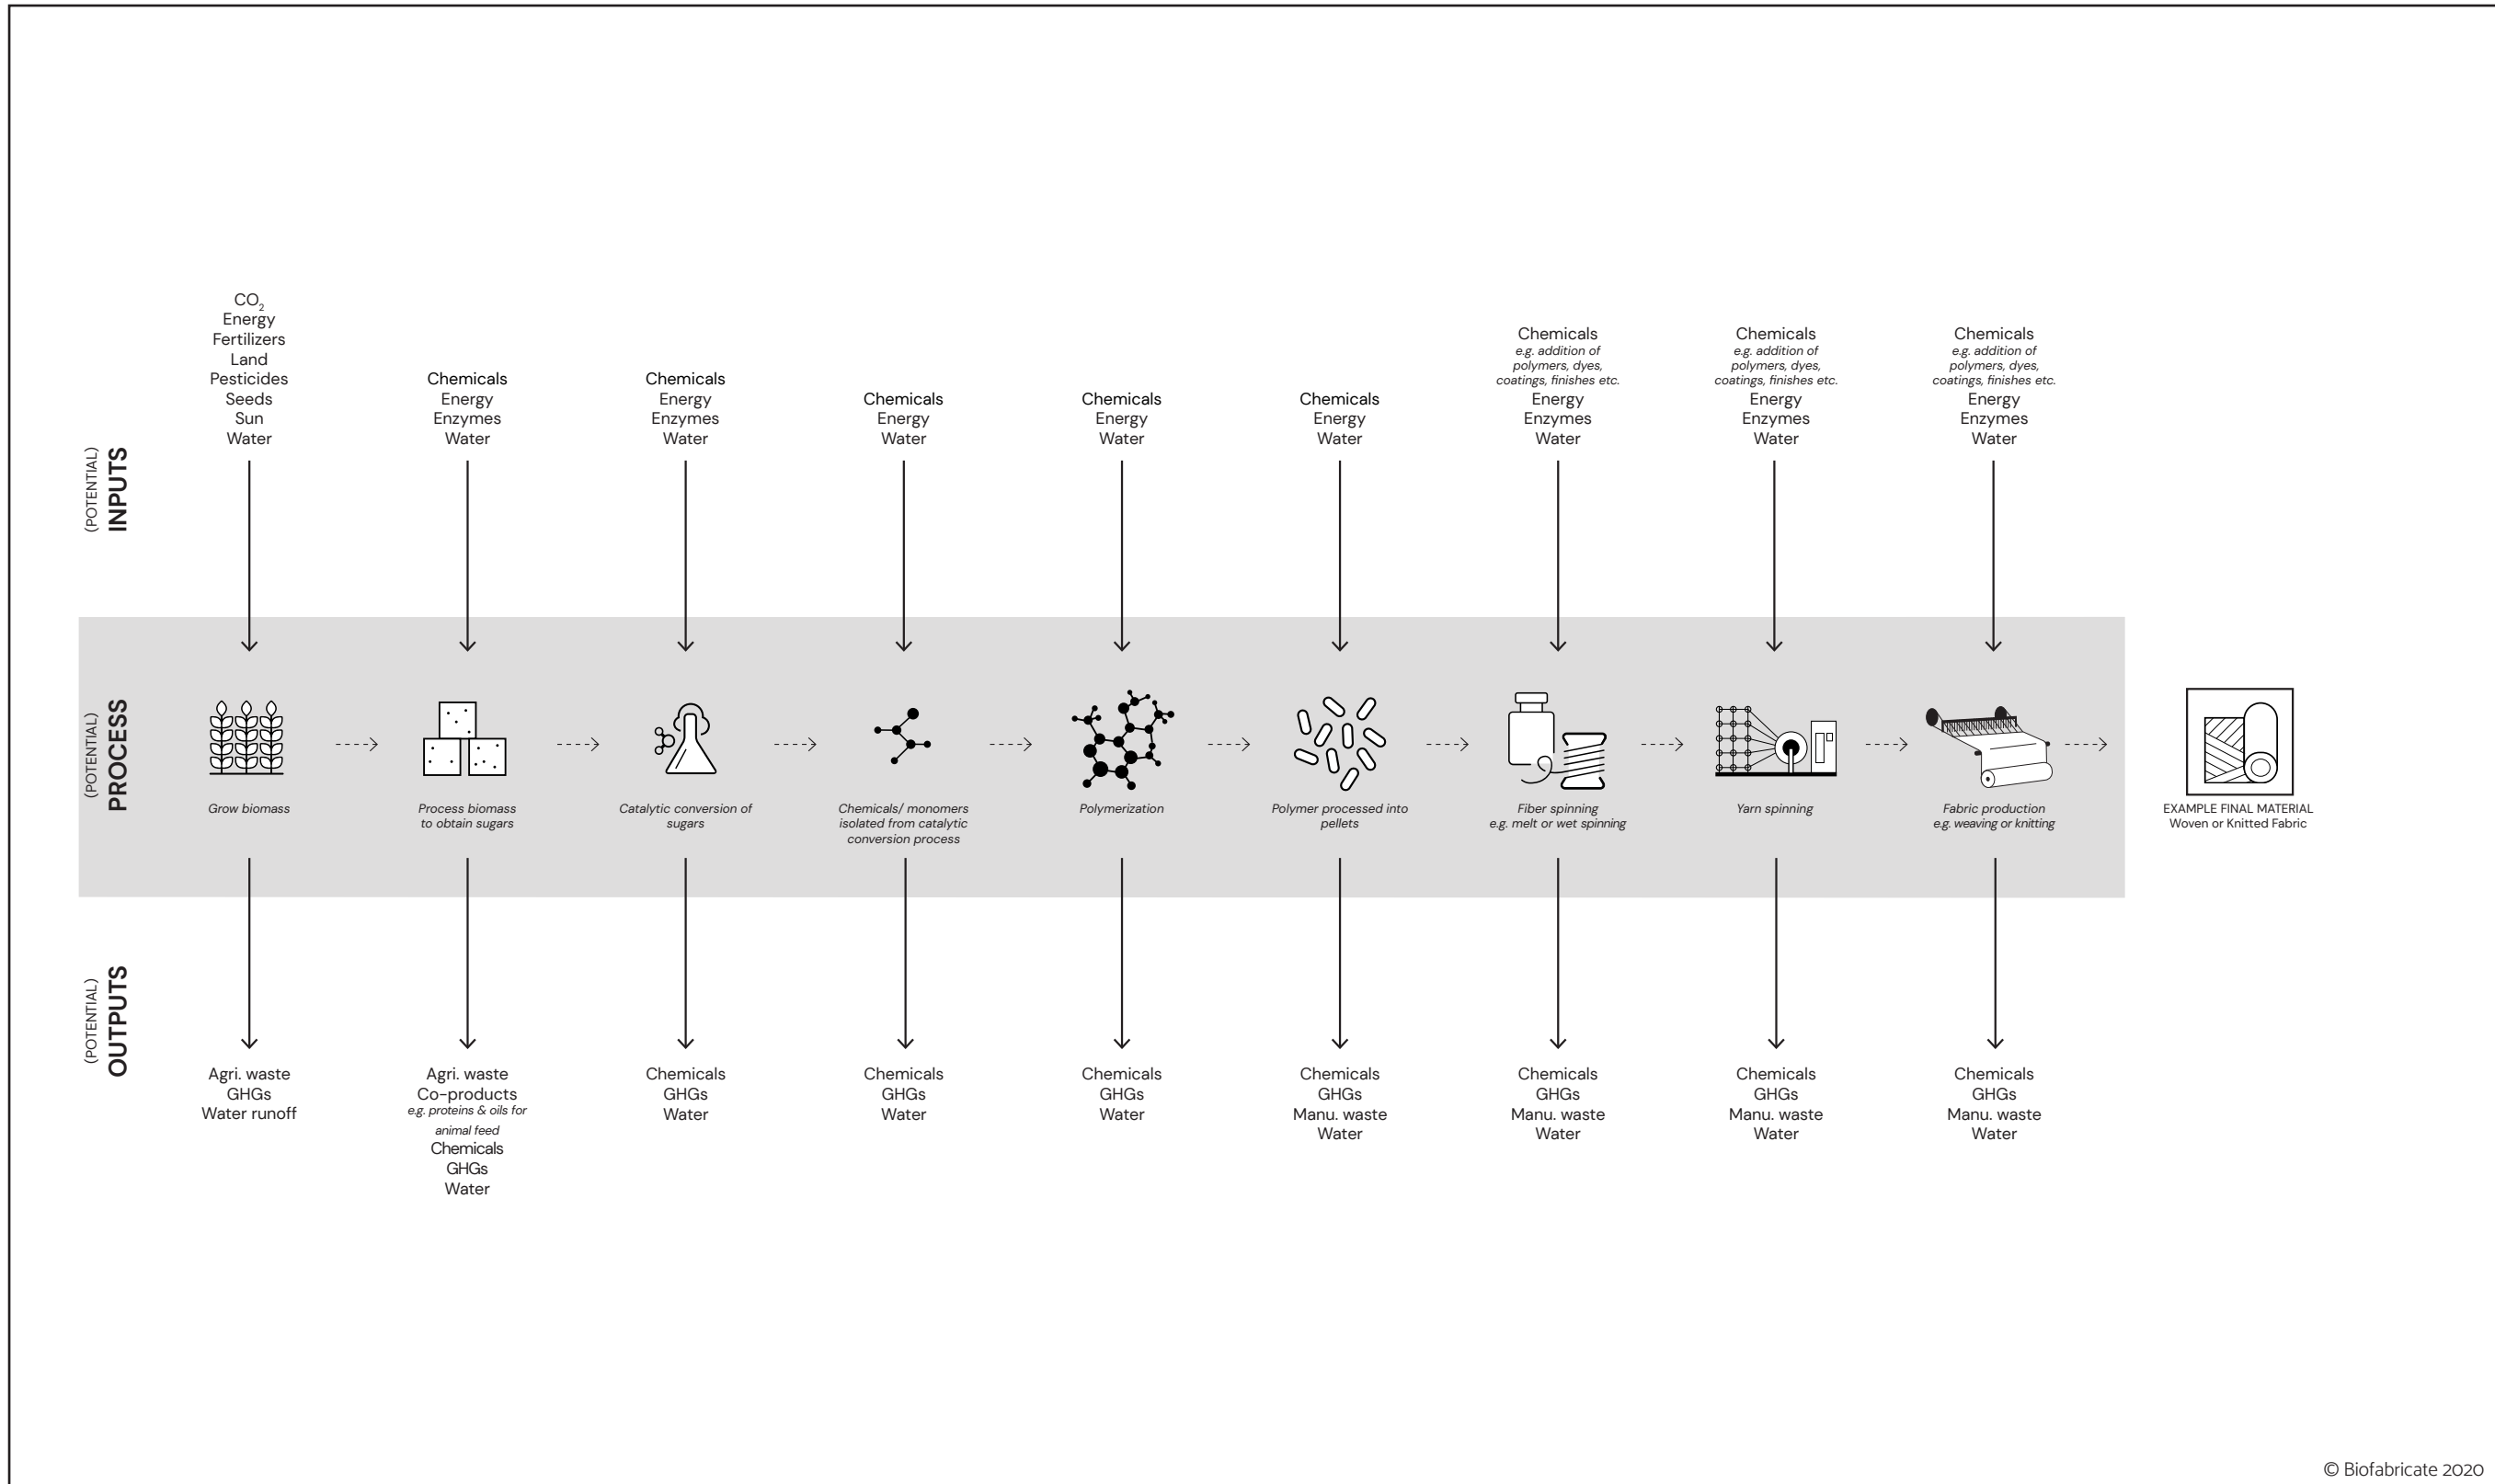 CO₂
Energy
Fertilizers
Land
Pesticides
Seeds
Sun
Water
Chemicals
Energy
Enzymes
Water
Chemicals
Energy
Enzymes
Water
Chemicals
Energy
Water
Chemicals
Energy
Water
Chemicals
Energy
Water
Chemicals
e.g. addition of
polymers, dyes,
coatings, finishes etc.
Energy
Enzymes
Water
Chemicals
e.g. addition of
polymers, dyes,
coatings, finishes etc.
Energy
Enzymes
Water
Chemicals
e.g. addition of
polymers, dyes,
coatings, finishes etc.
Energy
Enzymes
Water
(POTENTIAL)
INPUTS
(POTENTIAL)
PROCESS
Grow biomass
Process biomass
to obtain sugars
Catalytic conversion of
sugars
Chemicals/ monomers
isolated from catalytic
conversion process
Polymerization
Polymer processed into
pellets
Fiber spinning
e.g. melt or wet spinning
Yarn spinning
Fabric production
e.g. weaving or knitting
EXAMPLE FINAL MATERIAL
Woven or Knitted Fabric
(POTENTIAL)
OUTPUTS
Agri. waste
GHGs
Water runoff
Agri. waste
Co-products
e.g. proteins & oils for
animal feed
Chemicals
GHGs
Water
Chemicals
GHGs
Water
Chemicals
GHGs
Water
Chemicals
GHGs
Water
Chemicals
GHGs
Manu. waste
Water
Chemicals
GHGs
Manu. waste
Water
Chemicals
GHGs
Manu. waste
Water
Chemicals
GHGs
Manu. waste
Water
© Biofabricate 2020